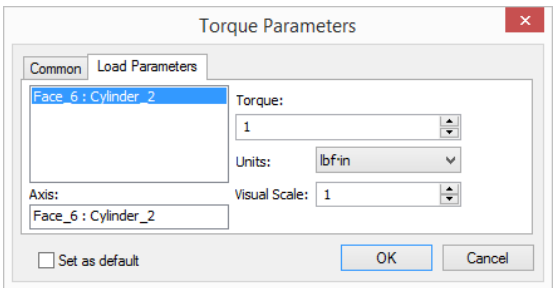 Torque Parameters
Common
Load Parameters
Face_6 : Cylinder_2
Torque:
1
Units:
lbf·in
Visual Scale:
1
Axis:
Face_6 : Cylinder_2
Set as default
OK
Cancel